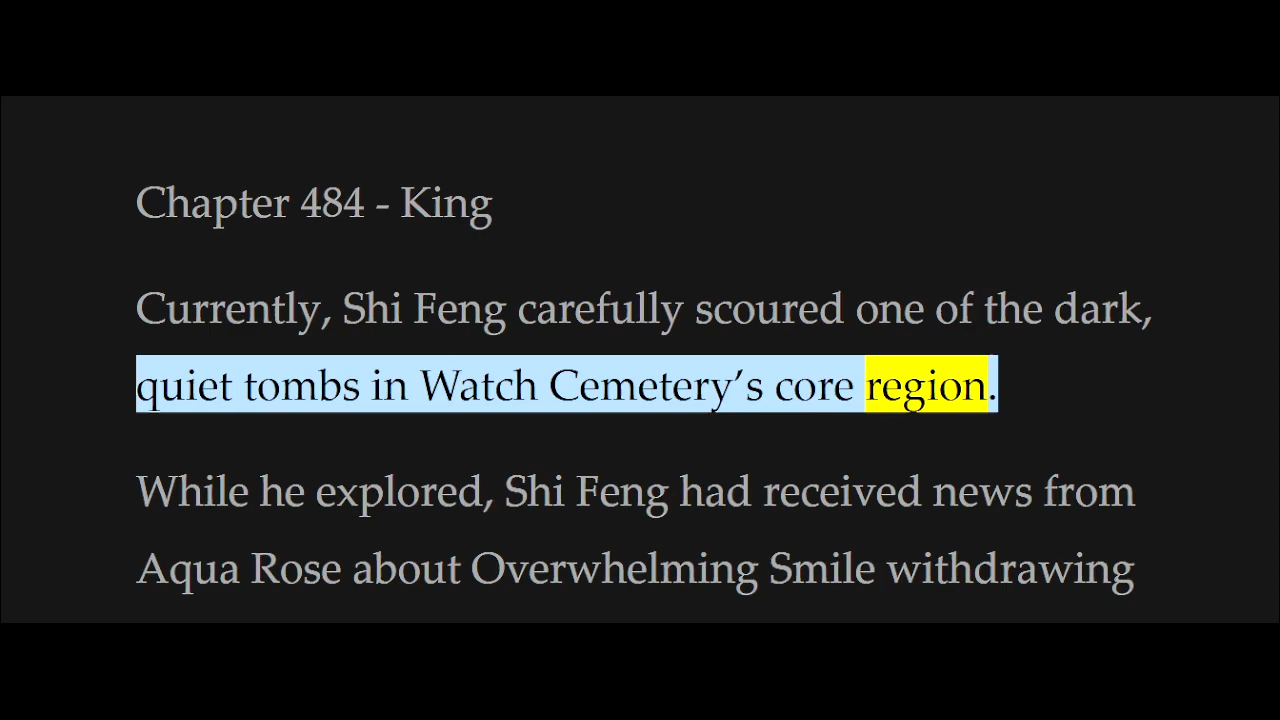 Chapter 484 - King
Currently, Shi Feng carefully scoured one of the dark,
quiet tombs in Watch Cemetery’s core region.
While he explored, Shi Feng had received news from
Aqua Rose about Overwhelming Smile withdrawing